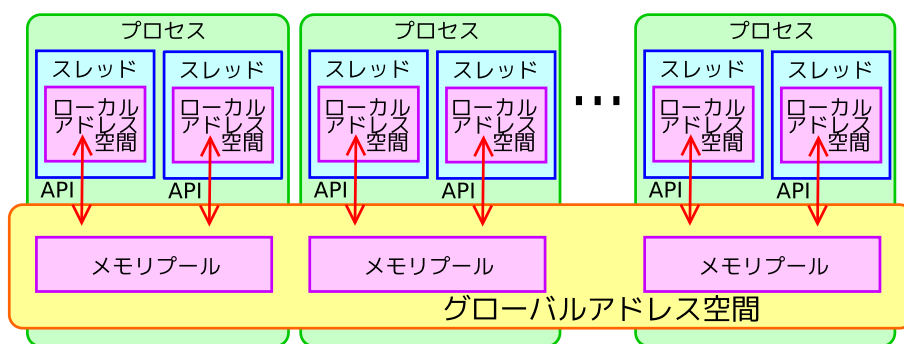 プロセス
スレッド
ローカル
アドレス
空間
API
スレッド
ローカル
アドレス
空間
API
メモリプール
プロセス
スレッド
ローカル
アドレス
空間
API
スレッド
ローカル
アドレス
空間
API
メモリプール
…
プロセス
スレッド
ローカル
アドレス
空間
API
スレッド
ローカル
アドレス
空間
API
メモリプール
グローバルアドレス空間